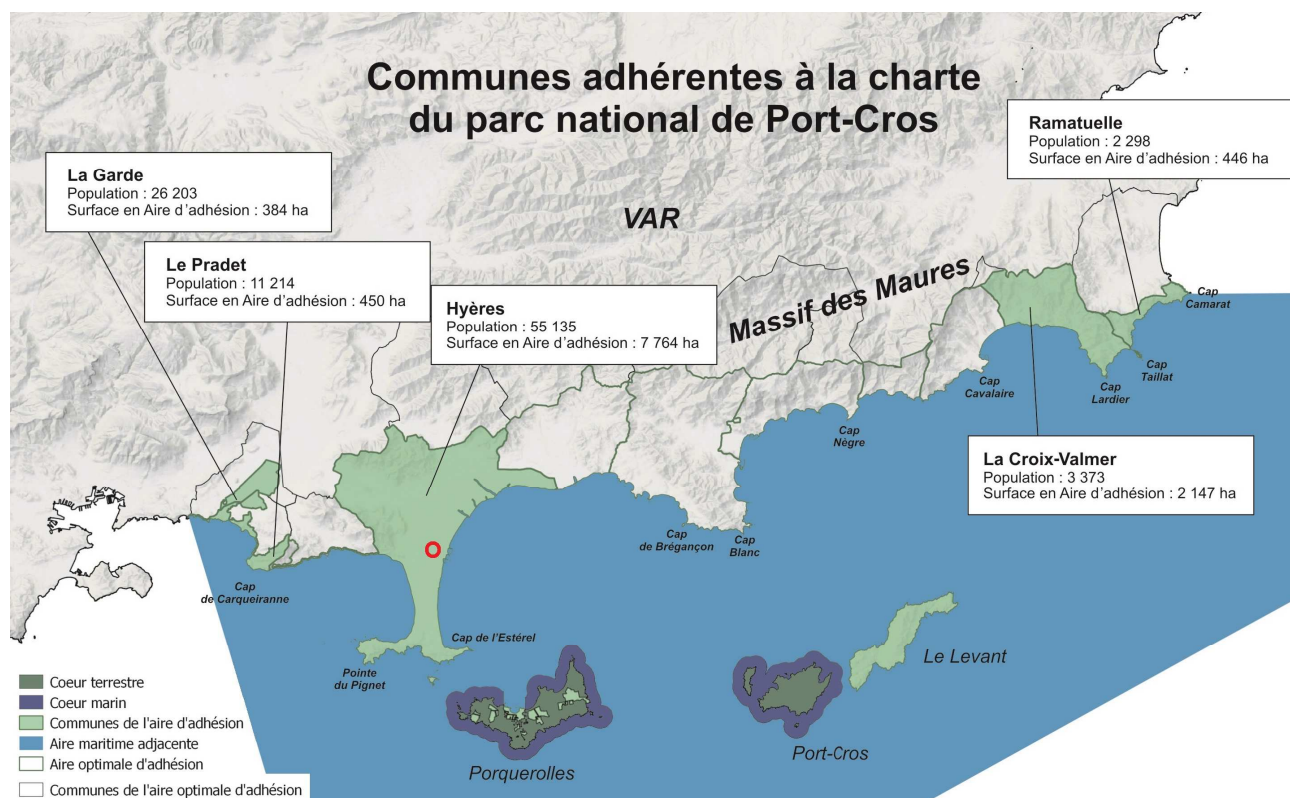 Communes adhérentes à la charte
du parc national de Port-Cros
Ramatuelle
Population : 2 298
Surface en Aire d'adhésion : 446 ha
La Garde
Population : 26 203
Surface en Aire d'adhésion : 384 ha
VAR
Le Pradet
Population : 11 214
Surface en Aire d'adhésion : 450 ha
Hyères
Population : 55 135
Surface en Aire d'adhésion : 7 764 ha
Massif des Maures
Cap
Camarat
Cap
Taillat
Cap
Lardier
Cap
Cavalaire
Cap
Nègre
La Croix-Valmer
Population : 3 373
Surface en Aire d'adhésion : 2 147 ha
Cap
de Brégançon
Cap
Blanc
Cap
de Carqueiranne
Cap de l'Estérel
Pointe
du Pignet
Le Levant
Port-Cros
Porquerolles
Coeur terrestre
Coeur marin
Communes de l'aire d'adhésion
Aire maritime adjacente
Aire optimale d'adhésion
Communes de l'aire optimale d'adhésion